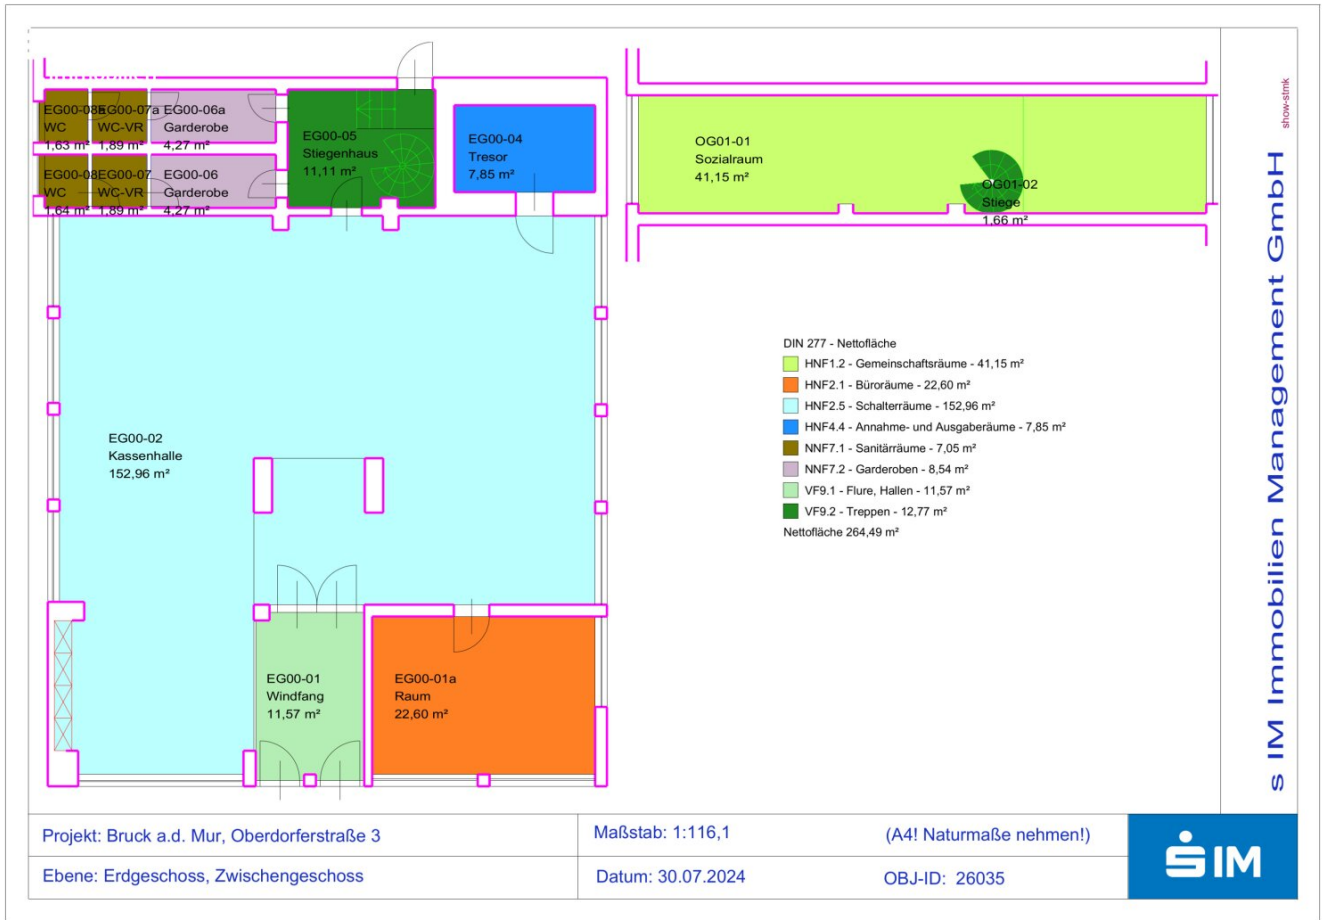 EG00-08a
WC
1,63 m²
EG00-07a
WC-VR
1,89 m²
EG00-06a
Garderobe
4,27 m²
EG00-08
WC
1,64 m²
EG00-07
WC-VR
1,89 m²
EG00-06
Garderobe
4,27 m²
EG00-05
Stiegenhaus
11,11 m²
EG00-04
Tresor
7,85 m²
OG01-01
Sozialraum
41,15 m²
OG01-02
Stiege
1,66 m²
EG00-02
Kassenhalle
152,96 m²
EG00-01
Windfang
11,57 m²
EG00-01a
Raum
22,60 m²
DIN 277 - Nettofläche
HNF1.2 - Gemeinschaftsräume - 41,15 m²
HNF2.1 - Büroräume - 22,60 m²
HNF2.5 - Schalterräume - 152,96 m²
HNF4.4 - Annahme- und Ausgaberäume - 7,85 m²
NNF7.1 - Sanitärräume - 7,05 m²
NNF7.2 - Garderoben - 8,54 m²
VF9.1 - Flure, Hallen - 11,57 m²
VF9.2 - Treppen - 12,77 m²
Nettofläche 264,49 m²
show-stmk
s IM Immobilien Management GmbH
Projekt: Bruck a.d. Mur, Oberdorferstraße 3
Maßstab: 1:116,1
(A4! Naturmaße nehmen!)
Ebene: Erdgeschoss, Zwischengeschoss
Datum: 30.07.2024
OBJ-ID: 26035
S IM